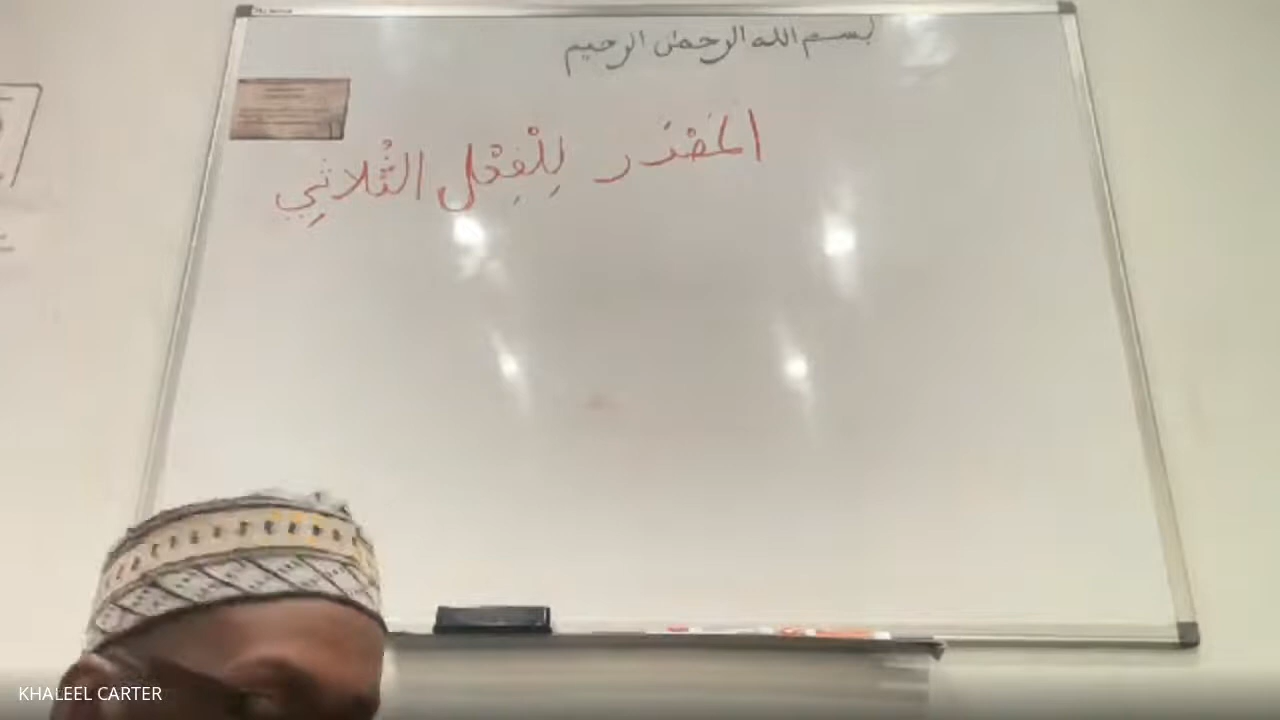 بسم الله الرحمن الرحيم
المَصْدَر لِلْفِعْل الثُّلاثِي
KHALEEL CARTER